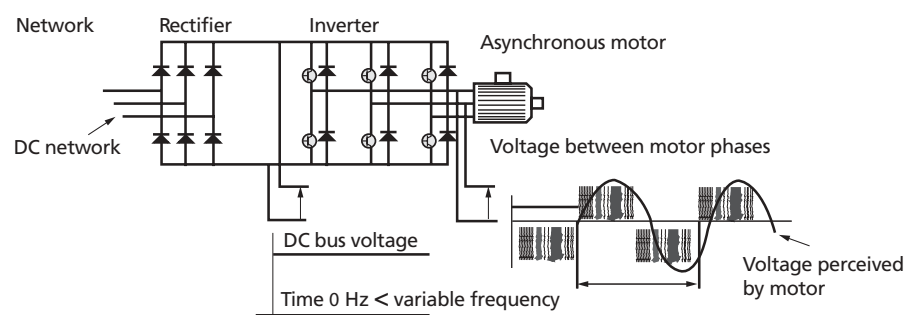 Network
Rectifier
Inverter
Asynchronous motor
DC network
Voltage between motor phases
DC bus voltage
Voltage perceived
by motor
Time 0 Hz < variable frequency